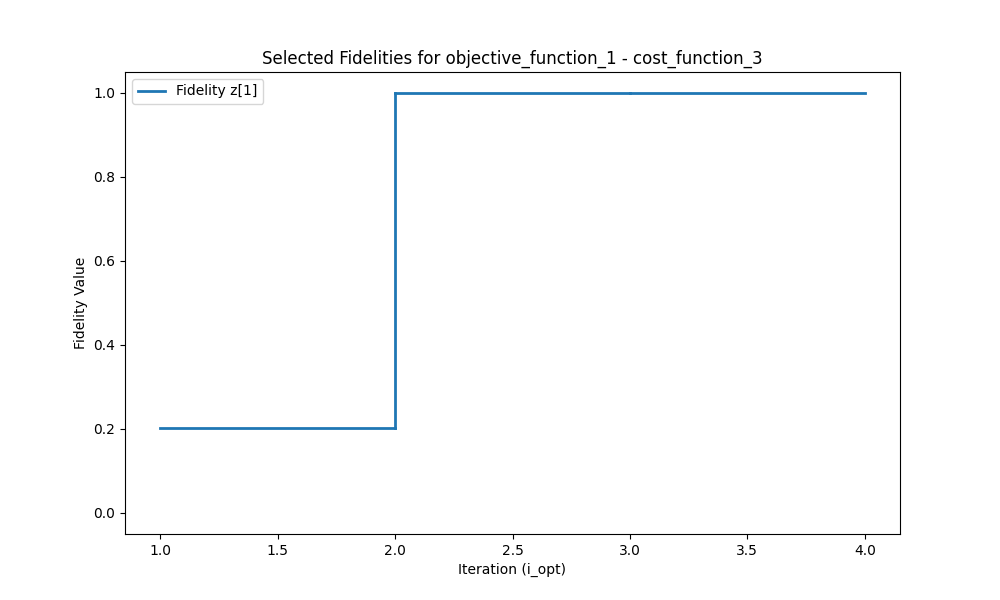 Selected Fidelities for objective_function_1 - cost_function_3
Fidelity z[1]
1.0
0.8
0.6
0.4
0.2
0.0
Fidelity Value
1.0 1.5 2.0 2.5 3.0 3.5 4.0
Iteration (i_opt)